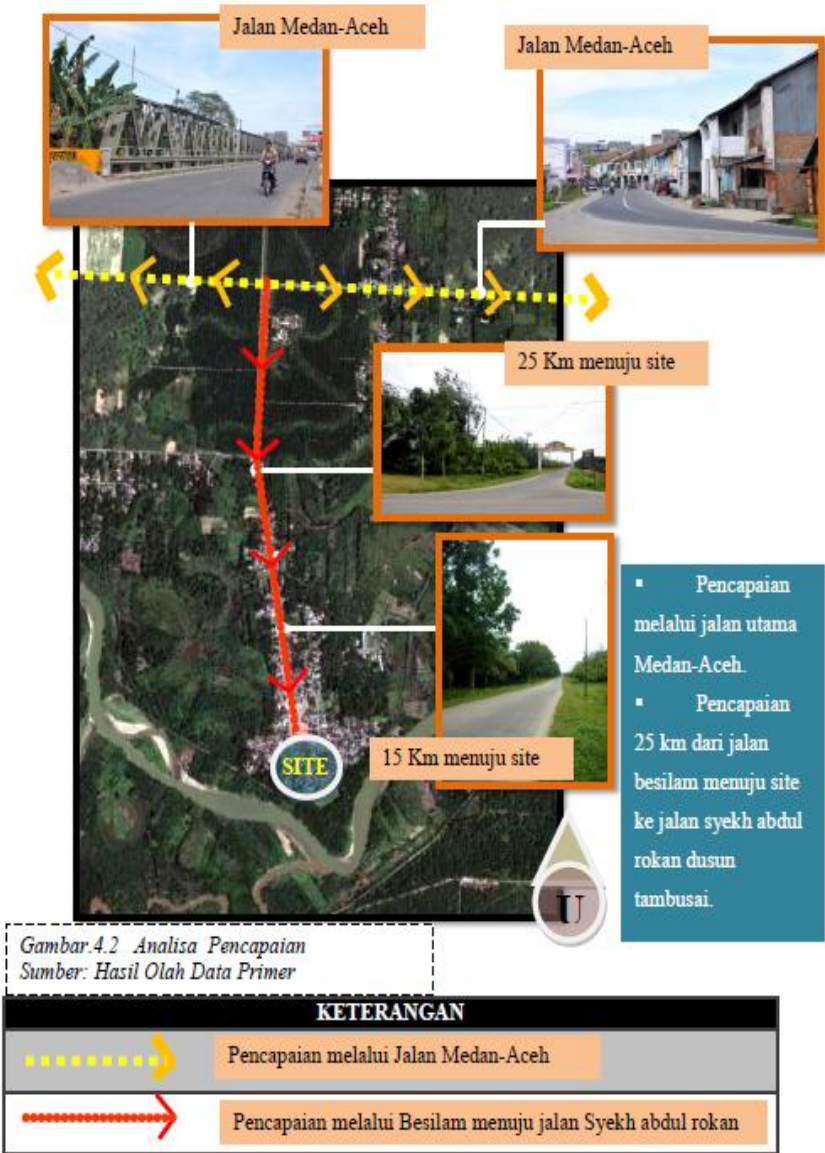 Jalan Medan-Aceh
Jalan Medan-Aceh
25 Km menuju site
15 Km menuju site
SITE
▪ Pencapaian
melalui jalan utama
Medan-Aceh.
▪ Pencapaian
25 km dari jalan
besilam menuju site
ke jalan syekh abdul
rokan dusun
tambusai.
U
Gambar.4.2 Analisa Pencapaian
Sumber: Hasil Olah Data Primer
KETERANGAN
Pencapaian melalui Jalan Medan-Aceh
Pencapaian melalui Besilam menuju jalan Syekh abdul rokan